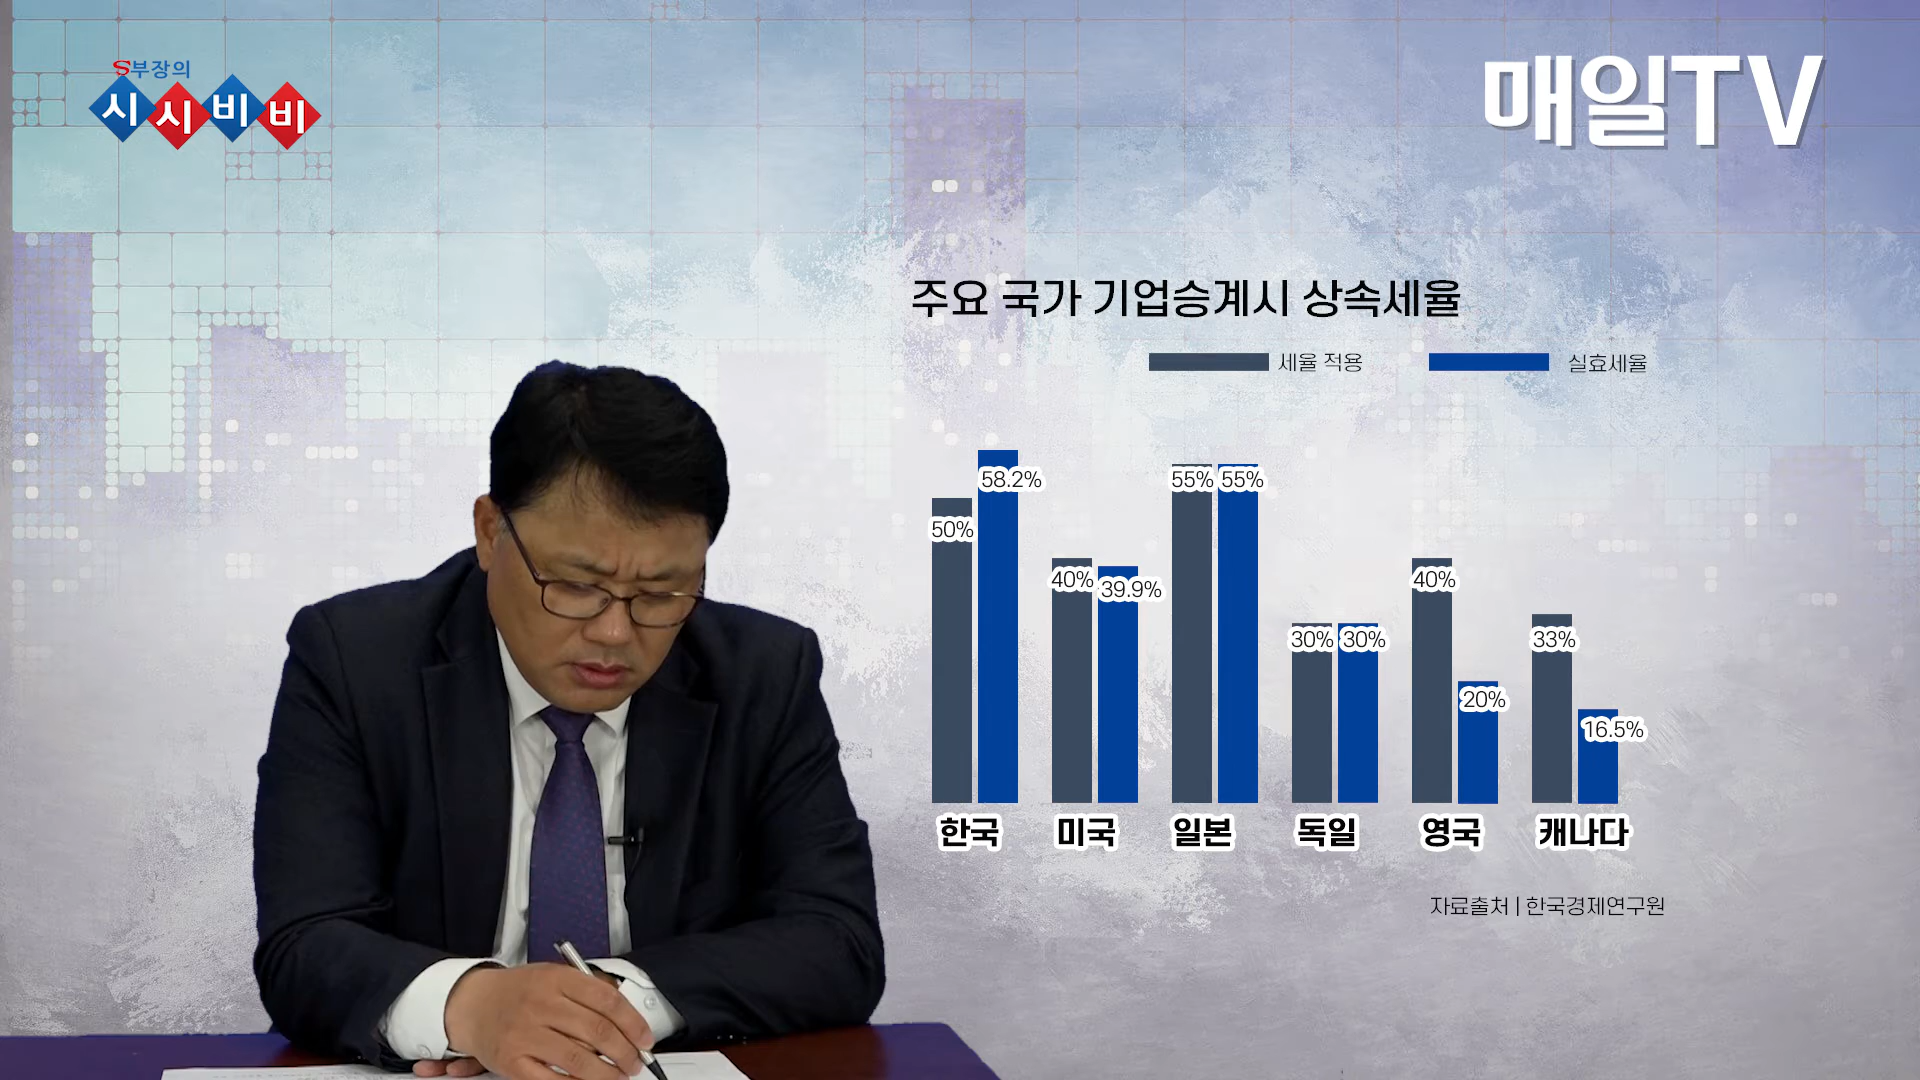 S부장의
시시비비
매일TV
주요 국가 기업승계시 상속세율
세율 적용 실효세율
50% 58.2% 40% 39.9% 55% 55% 30% 30% 40% 20% 33% 16.5%
한국 미국 일본 독일 영국 캐나다
자료출처 | 한국경제연구원